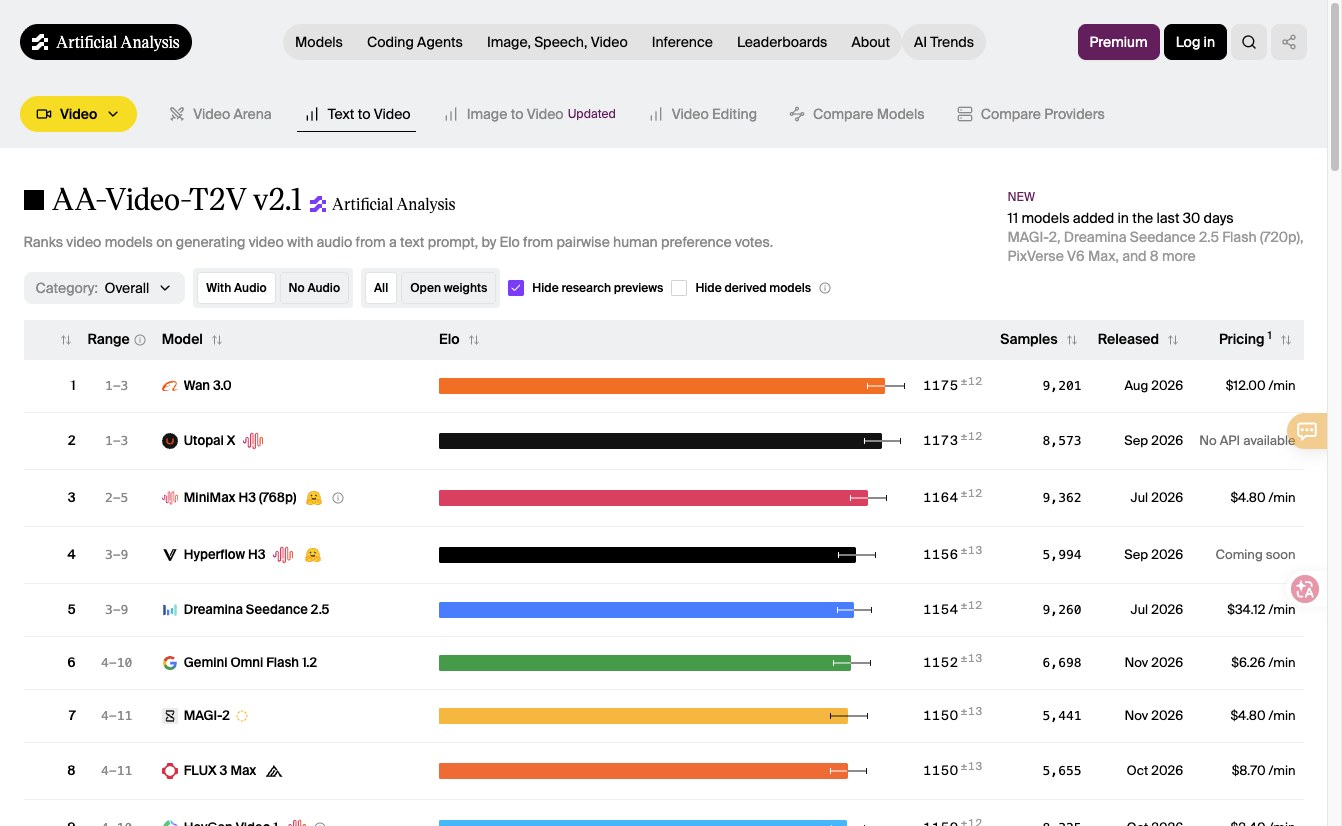 Artificial Analysis
Models Coding Agents Image, Speech, Video Inference Leaderboards About AI Trends
Premium Log in
Video Video Arena Text to Video Image to Video Updated Video Editing Compare Models Compare Providers
AA-Video-T2V v2.1 Artificial Analysis
Ranks video models on generating video with audio from a text prompt, by Elo from pairwise human preference votes.
NEW
11 models added in the last 30 days
MAGI-2, Dreamina Seedance 2.5 Flash (720p),
PixVerse V6 Max, and 8 more
Category: Overall With Audio No Audio All Open weights Hide research previews Hide derived models
Range Model Elo Samples Released Pricing 1
1 1–3 Wan 3.0 1175 ±12 9,201 Aug 2026 $12.00 /min
2 1–3 Utopai X 1173 ±12 8,573 Sep 2026 No API available
3 2–5 MiniMax H3 (768p) 1164 ±12 9,362 Jul 2026 $4.80 /min
4 3–9 Hyperflow H3 1156 ±13 5,994 Sep 2026 Coming soon
5 3–9 Dreamina Seedance 2.5 1154 ±12 9,260 Jul 2026 $34.12 /min
6 4–10 Gemini Omni Flash 1.2 1152 ±13 6,698 Nov 2026 $6.26 /min
7 4–11 MAGI-2 1150 ±13 5,441 Nov 2026 $4.80 /min
8 4–11 FLUX 3 Max 1150 ±13 5,655 Oct 2026 $8.70 /min